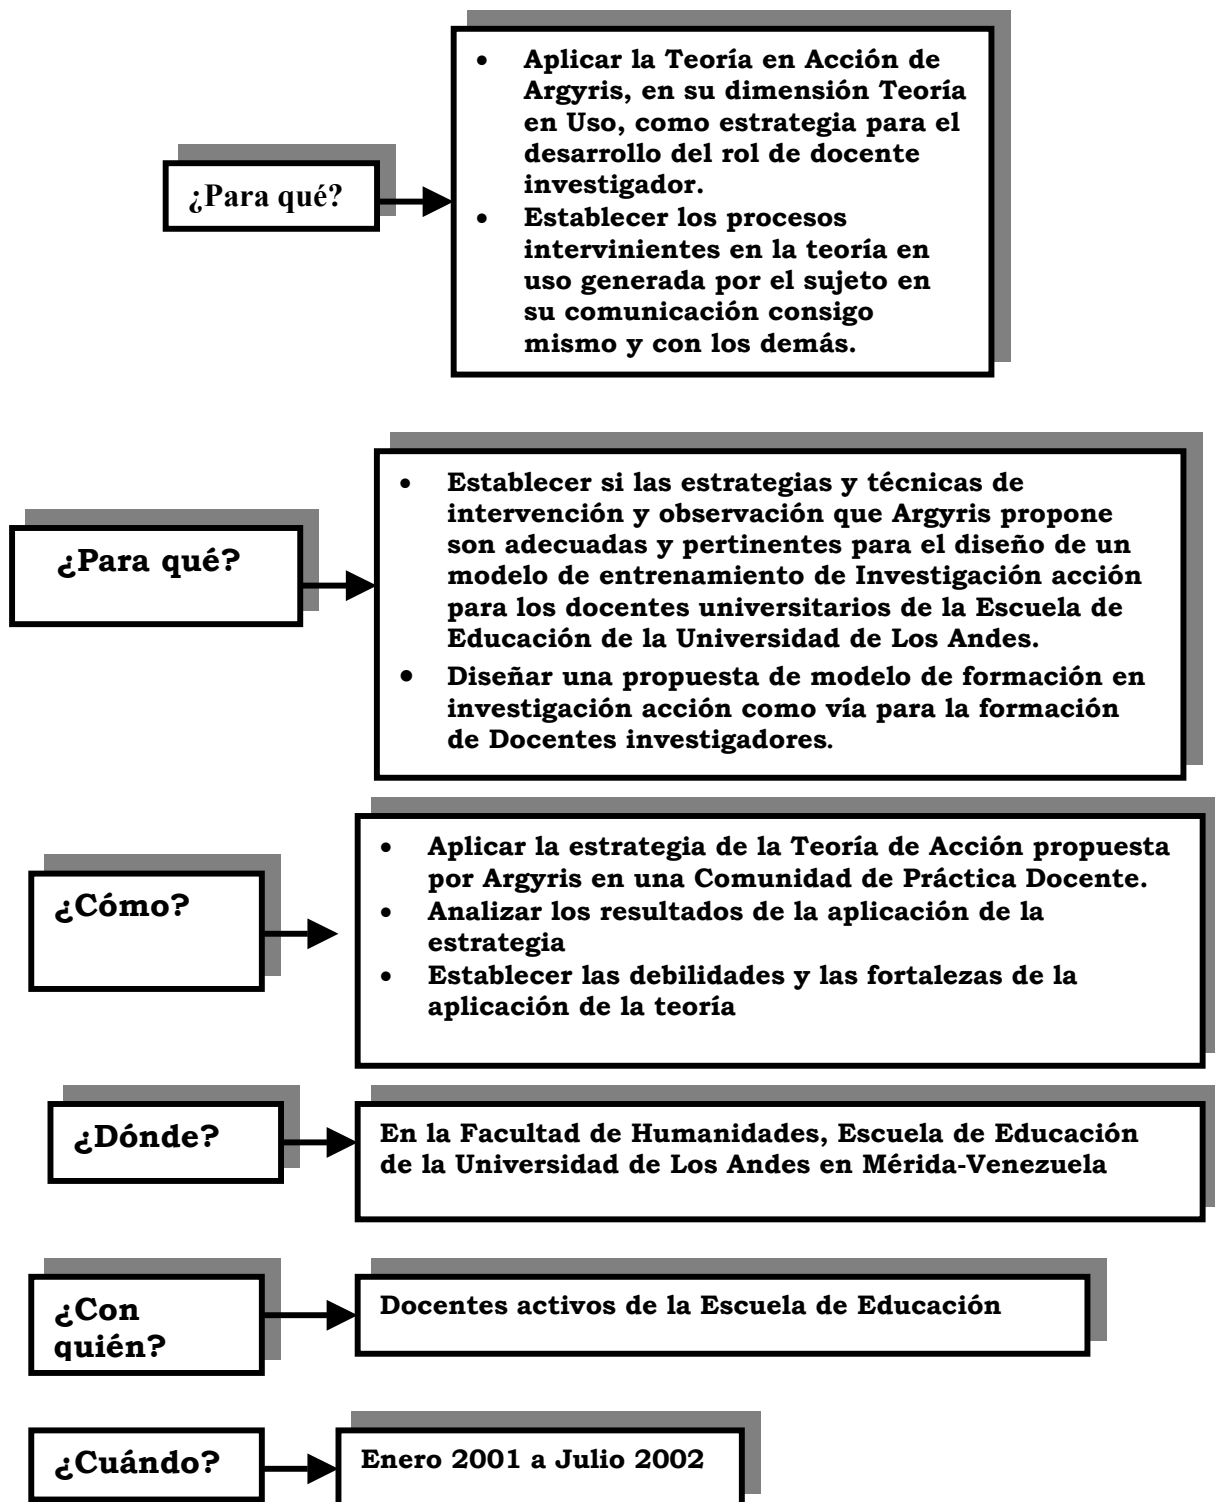 ¿Para qué?
• Aplicar la Teoría en Acción de
Argyris, en su dimensión Teoría
en Uso, como estrategia para el
desarrollo del rol de docente
investigador.
• Establecer los procesos
intervinientes en la teoría en
uso generada por el sujeto en
su comunicación consigo
mismo y con los demás.
¿Para qué?
• Establecer si las estrategias y técnicas de
intervención y observación que Argyris propone
son adecuadas y pertinentes para el diseño de un
modelo de entrenamiento de Investigación acción
para los docentes universitarios de la Escuela de
Educación de la Universidad de Los Andes.
• Diseñar una propuesta de modelo de formación en
investigación acción como vía para la formación
de Docentes investigadores.
¿Cómo?
• Aplicar la estrategia de la Teoría de Acción propuesta
por Argyris en una Comunidad de Práctica Docente.
• Analizar los resultados de la aplicación de la
estrategia
• Establecer las debilidades y las fortalezas de la
aplicación de la teoría
¿Dónde?
En la Facultad de Humanidades, Escuela de Educación
de la Universidad de Los Andes en Mérida-Venezuela
¿Con
quién?
Docentes activos de la Escuela de Educación
¿Cuándo?
Enero 2001 a Julio 2002